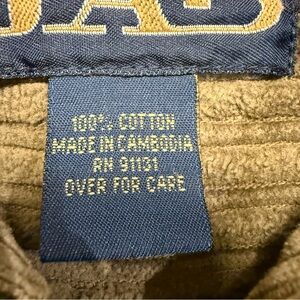 100% COTTON
MADE IN CAMBODIA
RN 91131
OVER FOR CARE